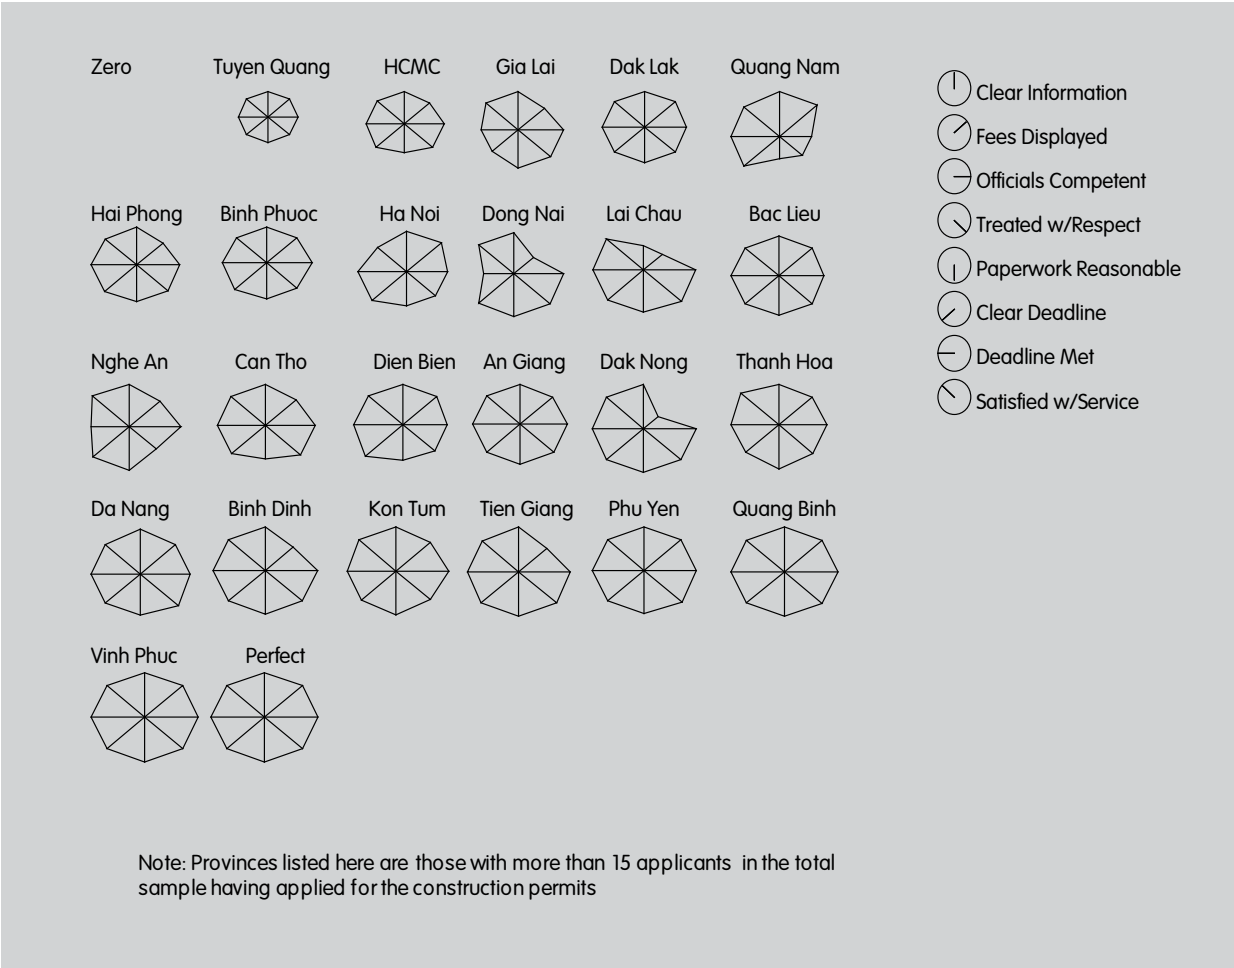 Zero Tuyen Quang HCMC Gia Lai Dak Lak Quang Nam
Hai Phong Binh Phuoc Ha Noi Dong Nai Lai Chau Bac Lieu
Nghe An Can Tho Dien Bien An Giang Dak Nong Thanh Hoa
Da Nang Binh Dinh Kon Tum Tien Giang Phu Yen Quang Binh
Vinh Phuc Perfect
Clear Information
Fees Displayed
Officials Competent
Treated w/Respect
Paperwork Reasonable
Clear Deadline
Deadline Met
Satisfied w/Service
Note: Provinces listed here are those with more than 15 applicants in the total
sample having applied for the construction permits